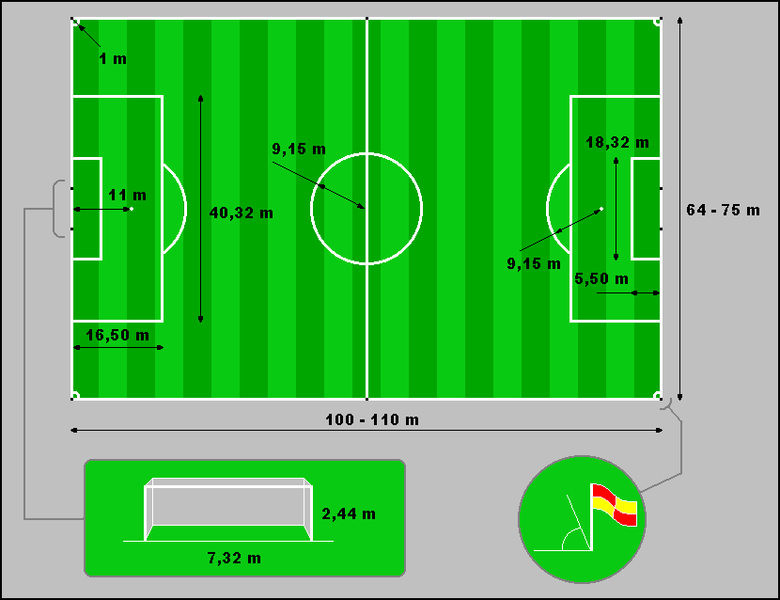 1 m
9,15 m
18,32 m
11 m
40,32 m
64 - 75 m
9,15 m
5,50 m
16,50 m
100 - 110 m
2,44 m
7,32 m